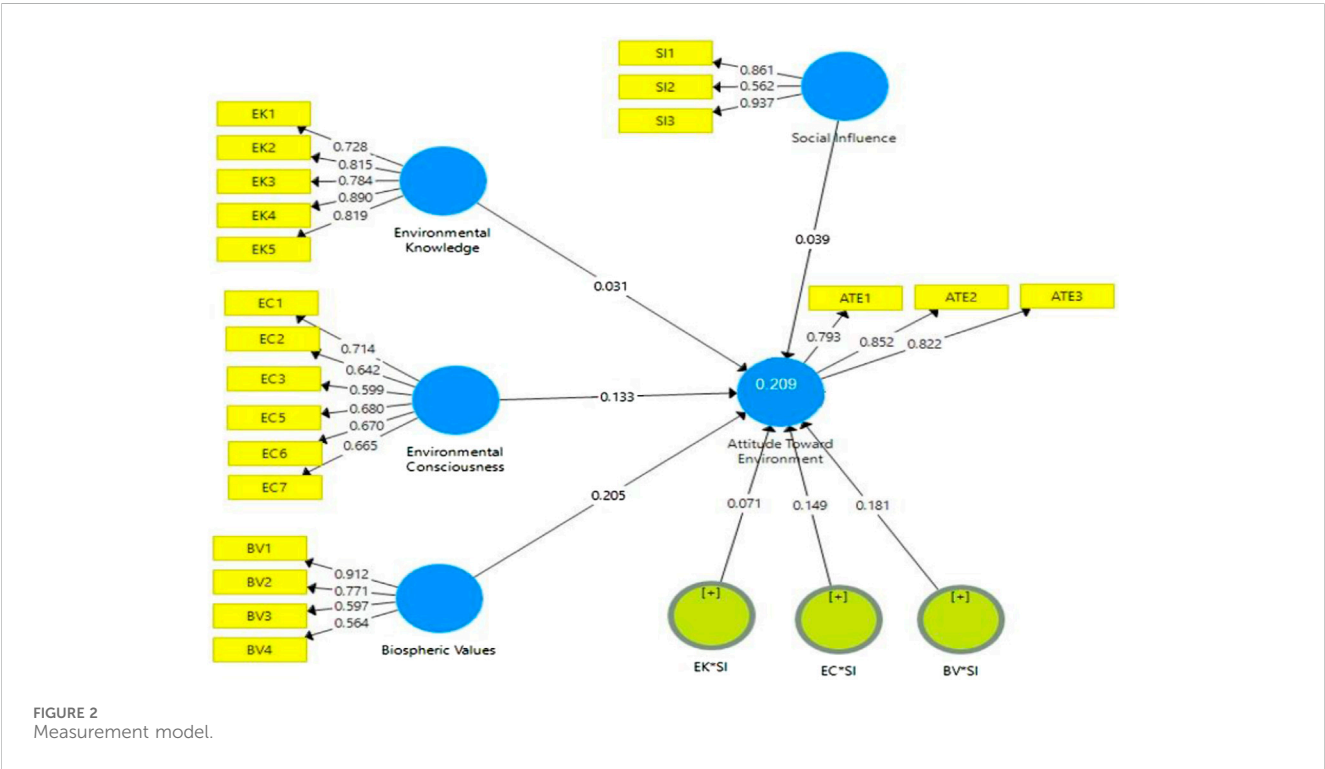 SI1
SI2
SI3
0.861
0.562
0.937
Social Influence
EK1
EK2
EK3
EK4
EK5
0.728
0.815
0.784
0.890
0.819
Environmental
Knowledge
0.031
0.039
ATE1
ATE2
ATE3
0.793
0.852
0.822
EC1
EC2
EC3
EC5
EC6
EC7
0.714
0.642
0.599
0.680
0.670
0.665
Environmental
Consciousness
0.133
0.209
Attitude Toward
Environment
BV1
BV2
BV3
BV4
0.912
0.771
0.597
0.564
Biospheric Values
0.205
0.071
0.149
0.181
[+]
[+]
[+]
EK*SI
EC*SI
BV*SI
FIGURE 2
Measurement model.